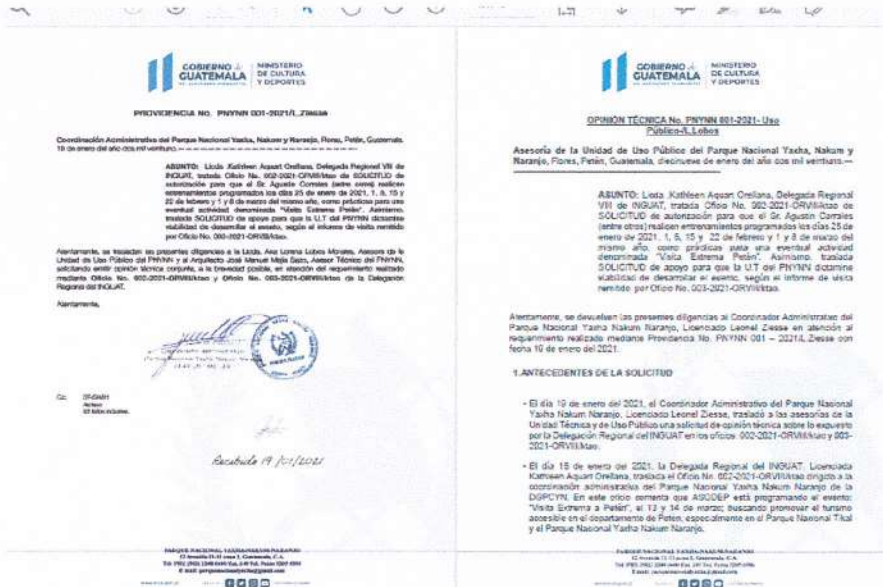 GOBIERNO de
GUATEMALA
MINISTERIO
DE CULTURA
Y DEPORTES
PROVIDENCIA No. PNYNN 001-2021/L.Ziesse
Coordinación Administrativa del Parque Nacional Yaxha, Nakum y Naranjo, Flores, Petén, Guatemala,
19 de enero del año dos mil veintiuno.
ASUNTO: Licda. Kathleen Aquart Orellana, Delegada Regional VIII de
INGUAT, traslada Oficio No. 002-2021-ORVIII/ktao de SOLICITUD de
autorización para que el Sr. Agustín Corrales (entre otros) realicen
entrenamientos programados los días 25 de enero de 2021, 1, 8, 15 y
22 de febrero y 1 y 8 de marzo del mismo año, como prácticas para una
eventual actividad denominada "Visita Extrema Petén". Asimismo,
traslada SOLICITUD de apoyo para que la U.T del PNYNN dictamine
viabilidad de desarrollar el evento, según el informe de visita remitido
por Oficio No. 003-2021-ORVIII/ktao.
Atentamente, se trasladan las presentes diligencias a la Licda. Ana Lorena Lobos Morales, Asesora de la
Unidad de Uso Público del PNYNN y al Arquitecto José Manuel Mejía, Asesor Técnico del PNYNN,
solicitando emitir opinión técnica conjunta, a la brevedad posible, en atención del requerimiento realizado
mediante Oficio No. 002-2021-ORVIII/ktao y Oficio No. 003-2021-ORVIII/ktao de la Delegación
Regional del INGUAT.
Atentamente,
Cc.
Archivo
Recibido 19/01/2021
PARQUE NACIONAL YAXHA-NAKUM-NARANJO
GOBIERNO de
GUATEMALA
MINISTERIO
DE CULTURA
Y DEPORTES
OPINIÓN TÉCNICA No. PNYNN 001-2021- Uso
Público-/L.Lobos
Asesoría de la Unidad de Uso Público del Parque Nacional Yaxha, Nakum y
Naranjo, Flores, Petén, Guatemala, diecinueve de enero del año dos mil veintiuno.—
ASUNTO: Licda. Kathleen Aquart Orellana, Delegada Regional
VIII de INGUAT, traslada Oficio No. 002-2021-ORVIII/ktao de
SOLICITUD de autorización para que el Sr. Agustín Corrales
(entre otros) realicen entrenamientos programados los días 25 de
enero de 2021, 1, 8, 15 y 22 de febrero y 1 y 8 de marzo del
mismo año, como prácticas para una eventual actividad
denominada "Visita Extrema Petén". Asimismo, traslada
SOLICITUD de apoyo para que la U.T del PNYNN dictamine
viabilidad de desarrollar el evento, según el informe de visita
remitido por Oficio No. 003-2021-ORVIII/ktao.
Atentamente, se devuelven las presentes diligencias al Coordinador Administrativo del
Parque Nacional Yaxha Nakum Naranjo, Licenciado Leonel Ziesse en atención al
requerimiento realizado mediante Providencia No. PNYNN 001 – 2021/L.Ziesse con
fecha 19 de enero del 2021.
1.ANTECEDENTES DE LA SOLICITUD
- El día 19 de enero del 2021, el Coordinador Administrativo del Parque Nacional
Yaxha Nakum Naranjo, Licenciado Leonel Ziesse, trasladó a las asesorías de la
Unidad Técnica y de Uso Público una solicitud de opinión técnica sobre lo expuesto
por la Delegación Regional del INGUAT en los oficios: 002-2021-ORVIII/ktao y 003-
2021-ORVIII/ktao.
- El día 15 de enero del 2021, la Delegada Regional del INGUAT, Licenciada
Kathleen Aquart Orellana, traslada el Oficio No. 002-2021-ORVIII/ktao dirigido a la
coordinación administrativa del Parque Nacional Yaxha Nakum Naranjo de la
DGPCYN. En este oficio comenta que ASODEP está programando el evento:
"Visita Extrema a Petén", el 13 y 14 de marzo; buscando promover el turismo
accesible en el departamento de Petén, especialmente en el Parque Nacional Tikal
y el Parque Nacional Yaxha Nakum Naranjo.
PARQUE NACIONAL YAXHA-NAKUM-NARANJO